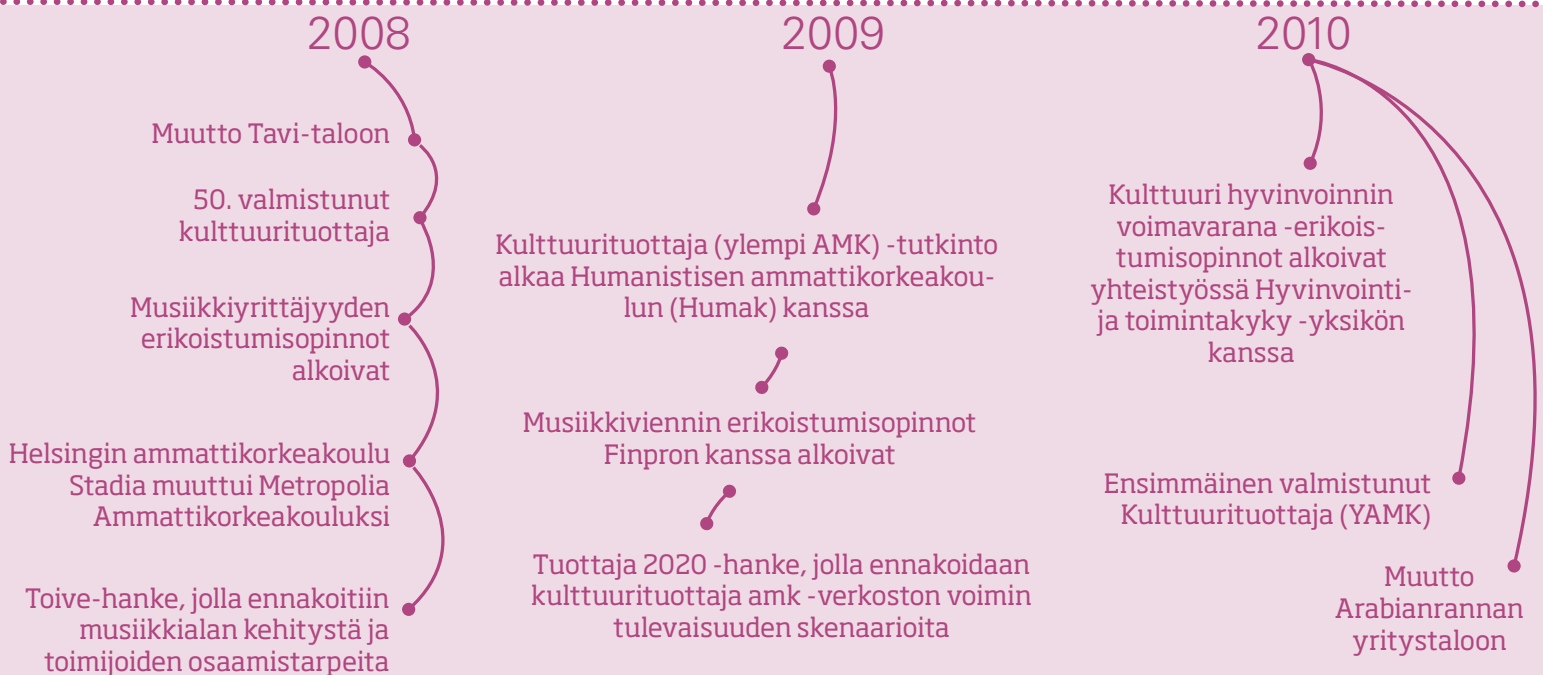 2008
Muutto Tavi-taloon
50. valmistunut
kulttuurituottaja
Musiikkiyrittäjyyden
erikoistumisopinnot
alkoivat
Helsingin ammattikorkeakoulu
Stadia muuttui Metropolia
Ammattikorkeakouluksi
Toive-hanke, jolla ennakoitiin
musiikkialan kehitystä ja
toimijoiden osaamistarpeita
2009
Kulttuurituottaja (ylempi AMK) -tutkinto
alkaa Humanistisen ammattikorkeakou-
lun (Humak) kanssa
Musiikkiviennin erikoistumisopinnot
Finpron kanssa alkoivat
Tuottaja 2020 -hanke, jolla ennakoidaan
kulttuurituottaja amk -verkoston voimin
tulevaisuuden skenaarioita
2010
Kulttuuri hyvinvoinnin
voimavarana -erikois-
tumisopinnot alkoivat
yhteistyössä Hyvinvointi-
ja toimintakyky -yksikön
kanssa
Ensimmäinen valmistunut
Kulttuurituottaja (YAMK)
Muutto
Arabianrannan
yritystaloon